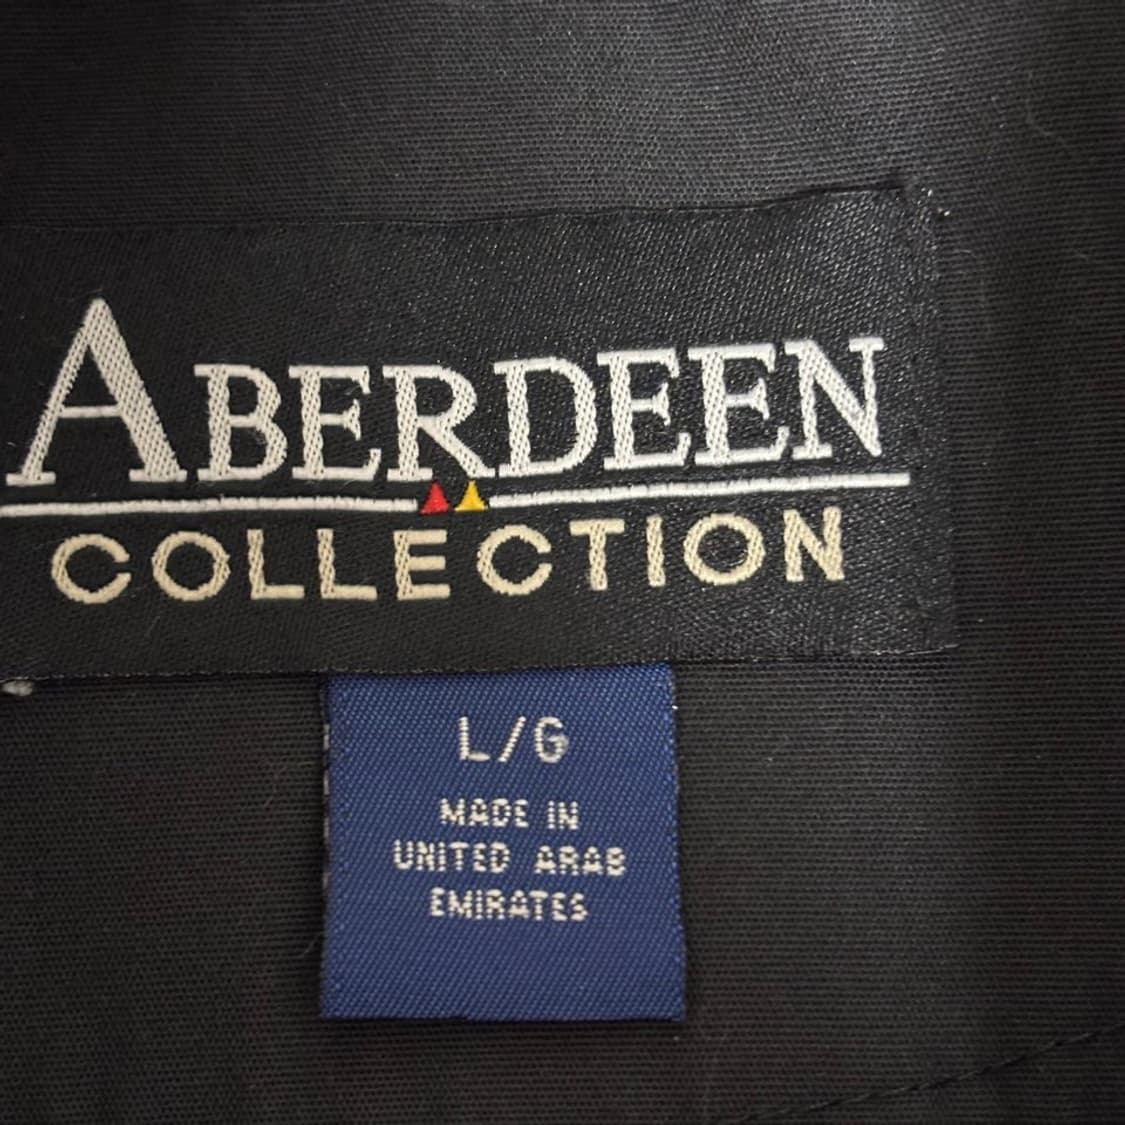 ABERDEEN
COLLECTION
L/G
MADE IN
UNITED ARAB
EMIRATES